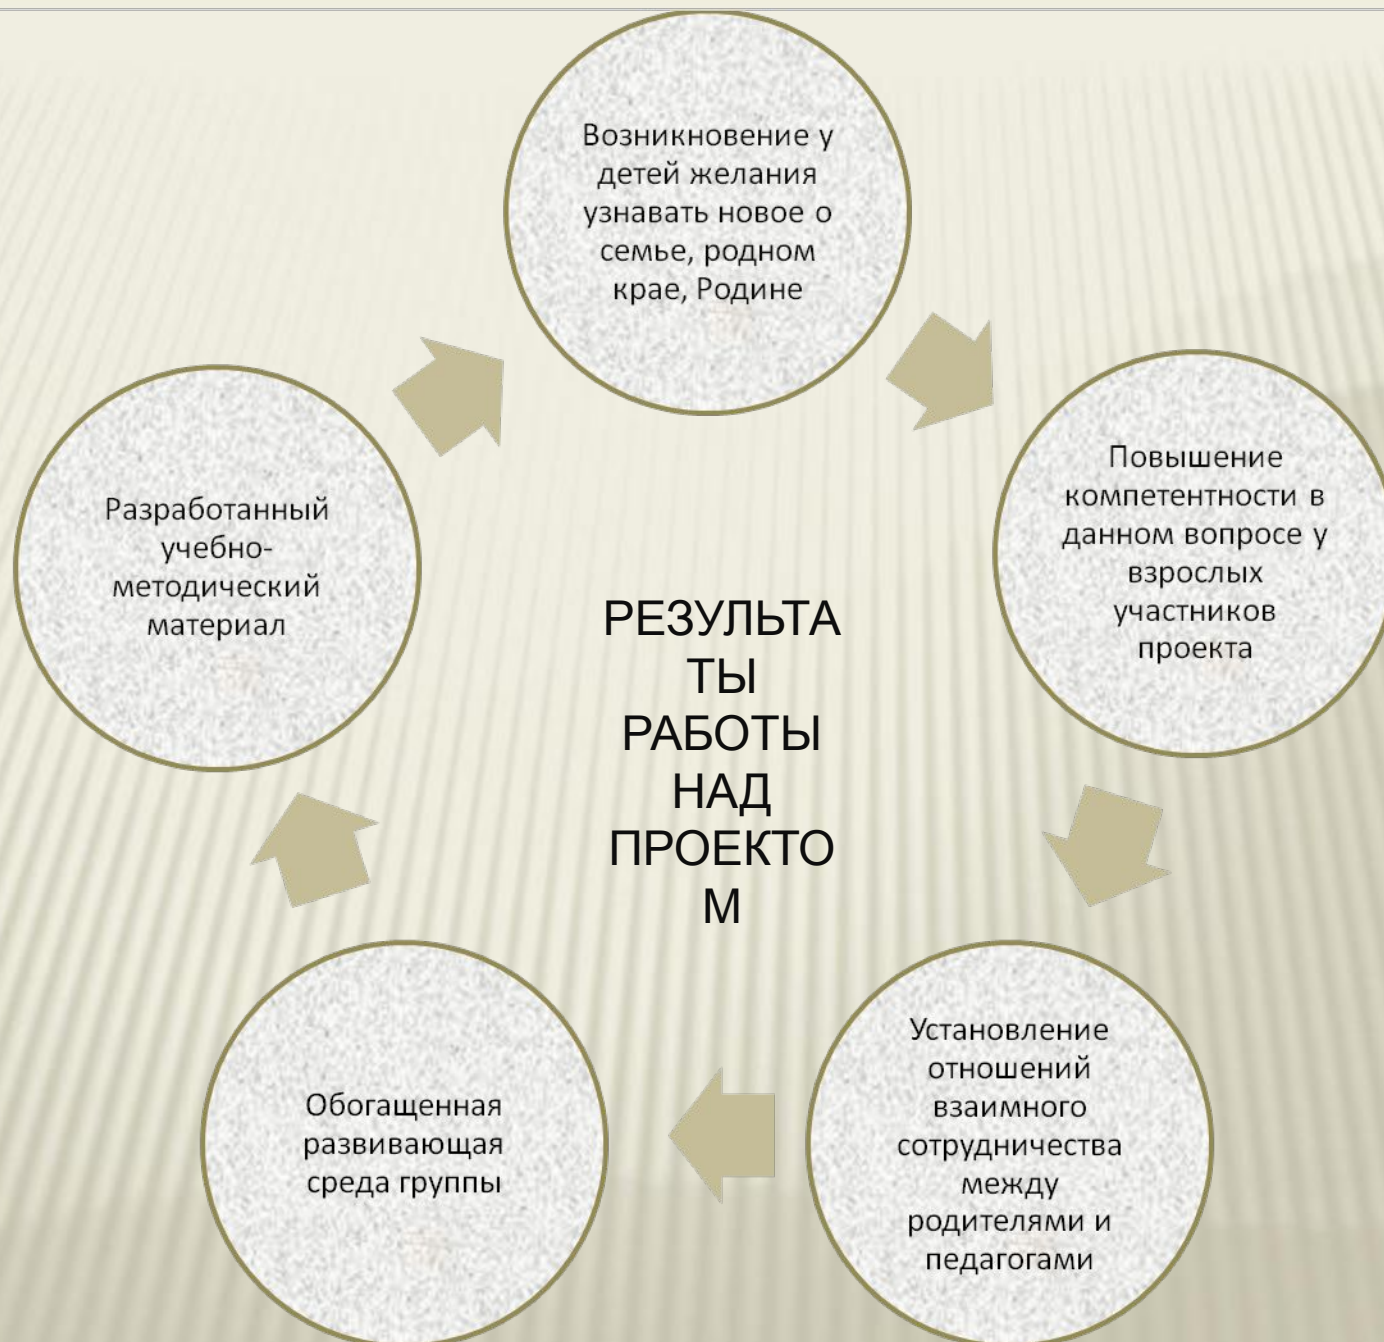 Возникновение у
детей желания
узнавать новое о
семье, родном
крае, Родине
Повышение
компетентности в
данном вопросе у
взрослых
участников
проекта
Установление
отношений
взаимного
сотрудничества
между
родителями и
педагогами
Обогащенная
развивающая
среда группы
Разработанный
учебно-
методический
материал
РЕЗУЛЬТА
ТЫ
РАБОТЫ
НАД
ПРОЕКТО
М